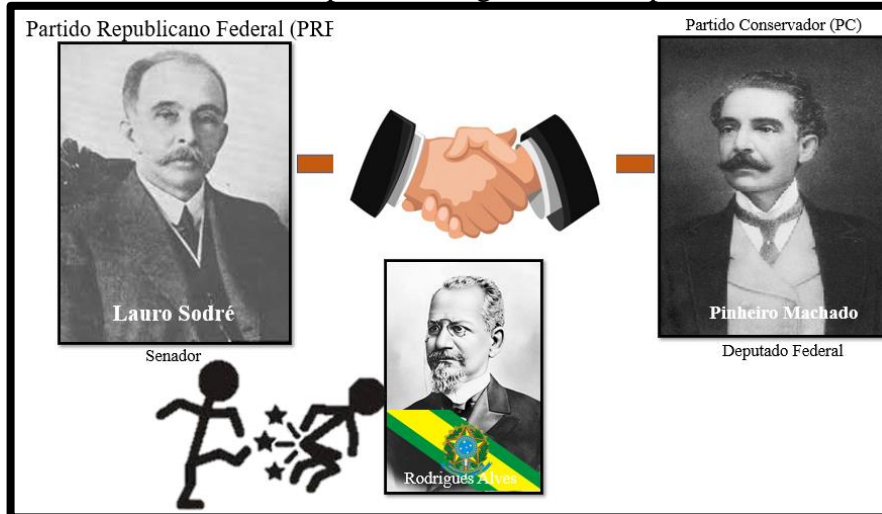 Partido Republicano Federal (PRF
Partido Conservador (PC)
Lauro Sodré
Pinheiro Machado
Senador
Deputado Federal
Rodrigues Alves